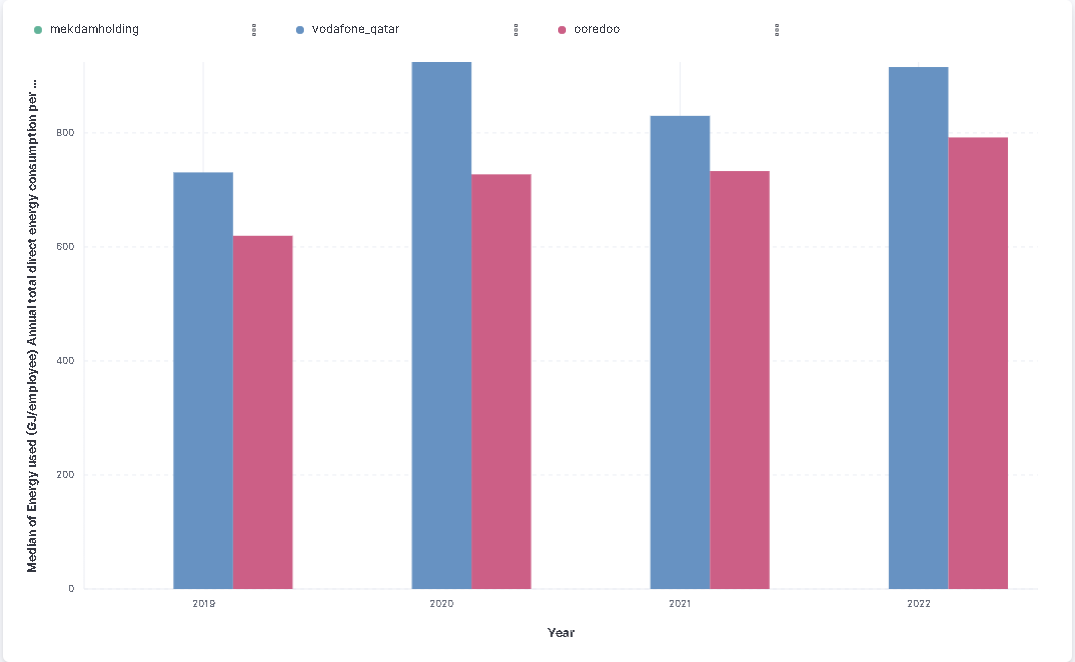 mekdamholding
vodafone_qatar
ooredoo
Median of Energy used (GJ/employee) Annual total direct energy consumption per ...
800
600
400
200
0
2019
2020
2021
2022
Year